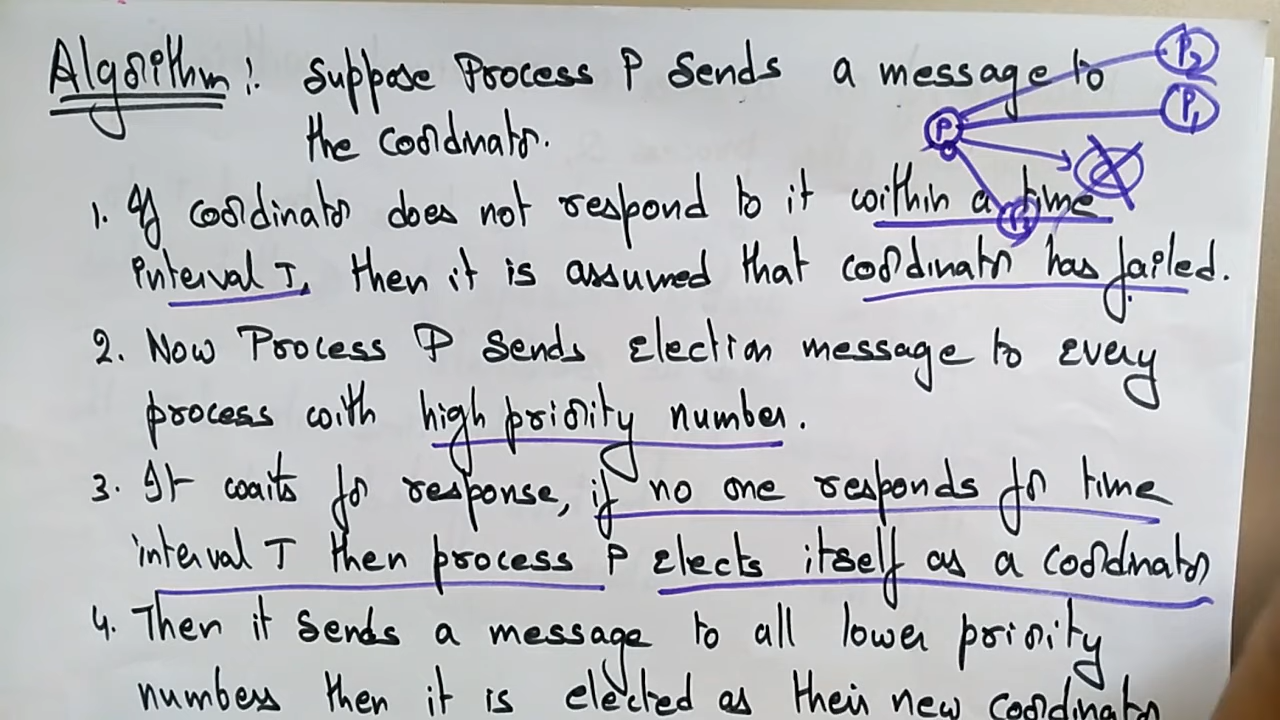 Algorithm :. Suppose Process P Sends a message to
the coordinator.
1. If coordinator does not respond to it within a time
interval T, then it is assumed that coordinator has failed.
2. Now Process P Sends Election message to Every
process with high priority number.
3. It waits for response, if no one responds for time
interval T then process P Elects itself as a coordinator
4. Then it sends a message to all lower priority
numbers then it is elected as their new coordinator
P
P2
P1